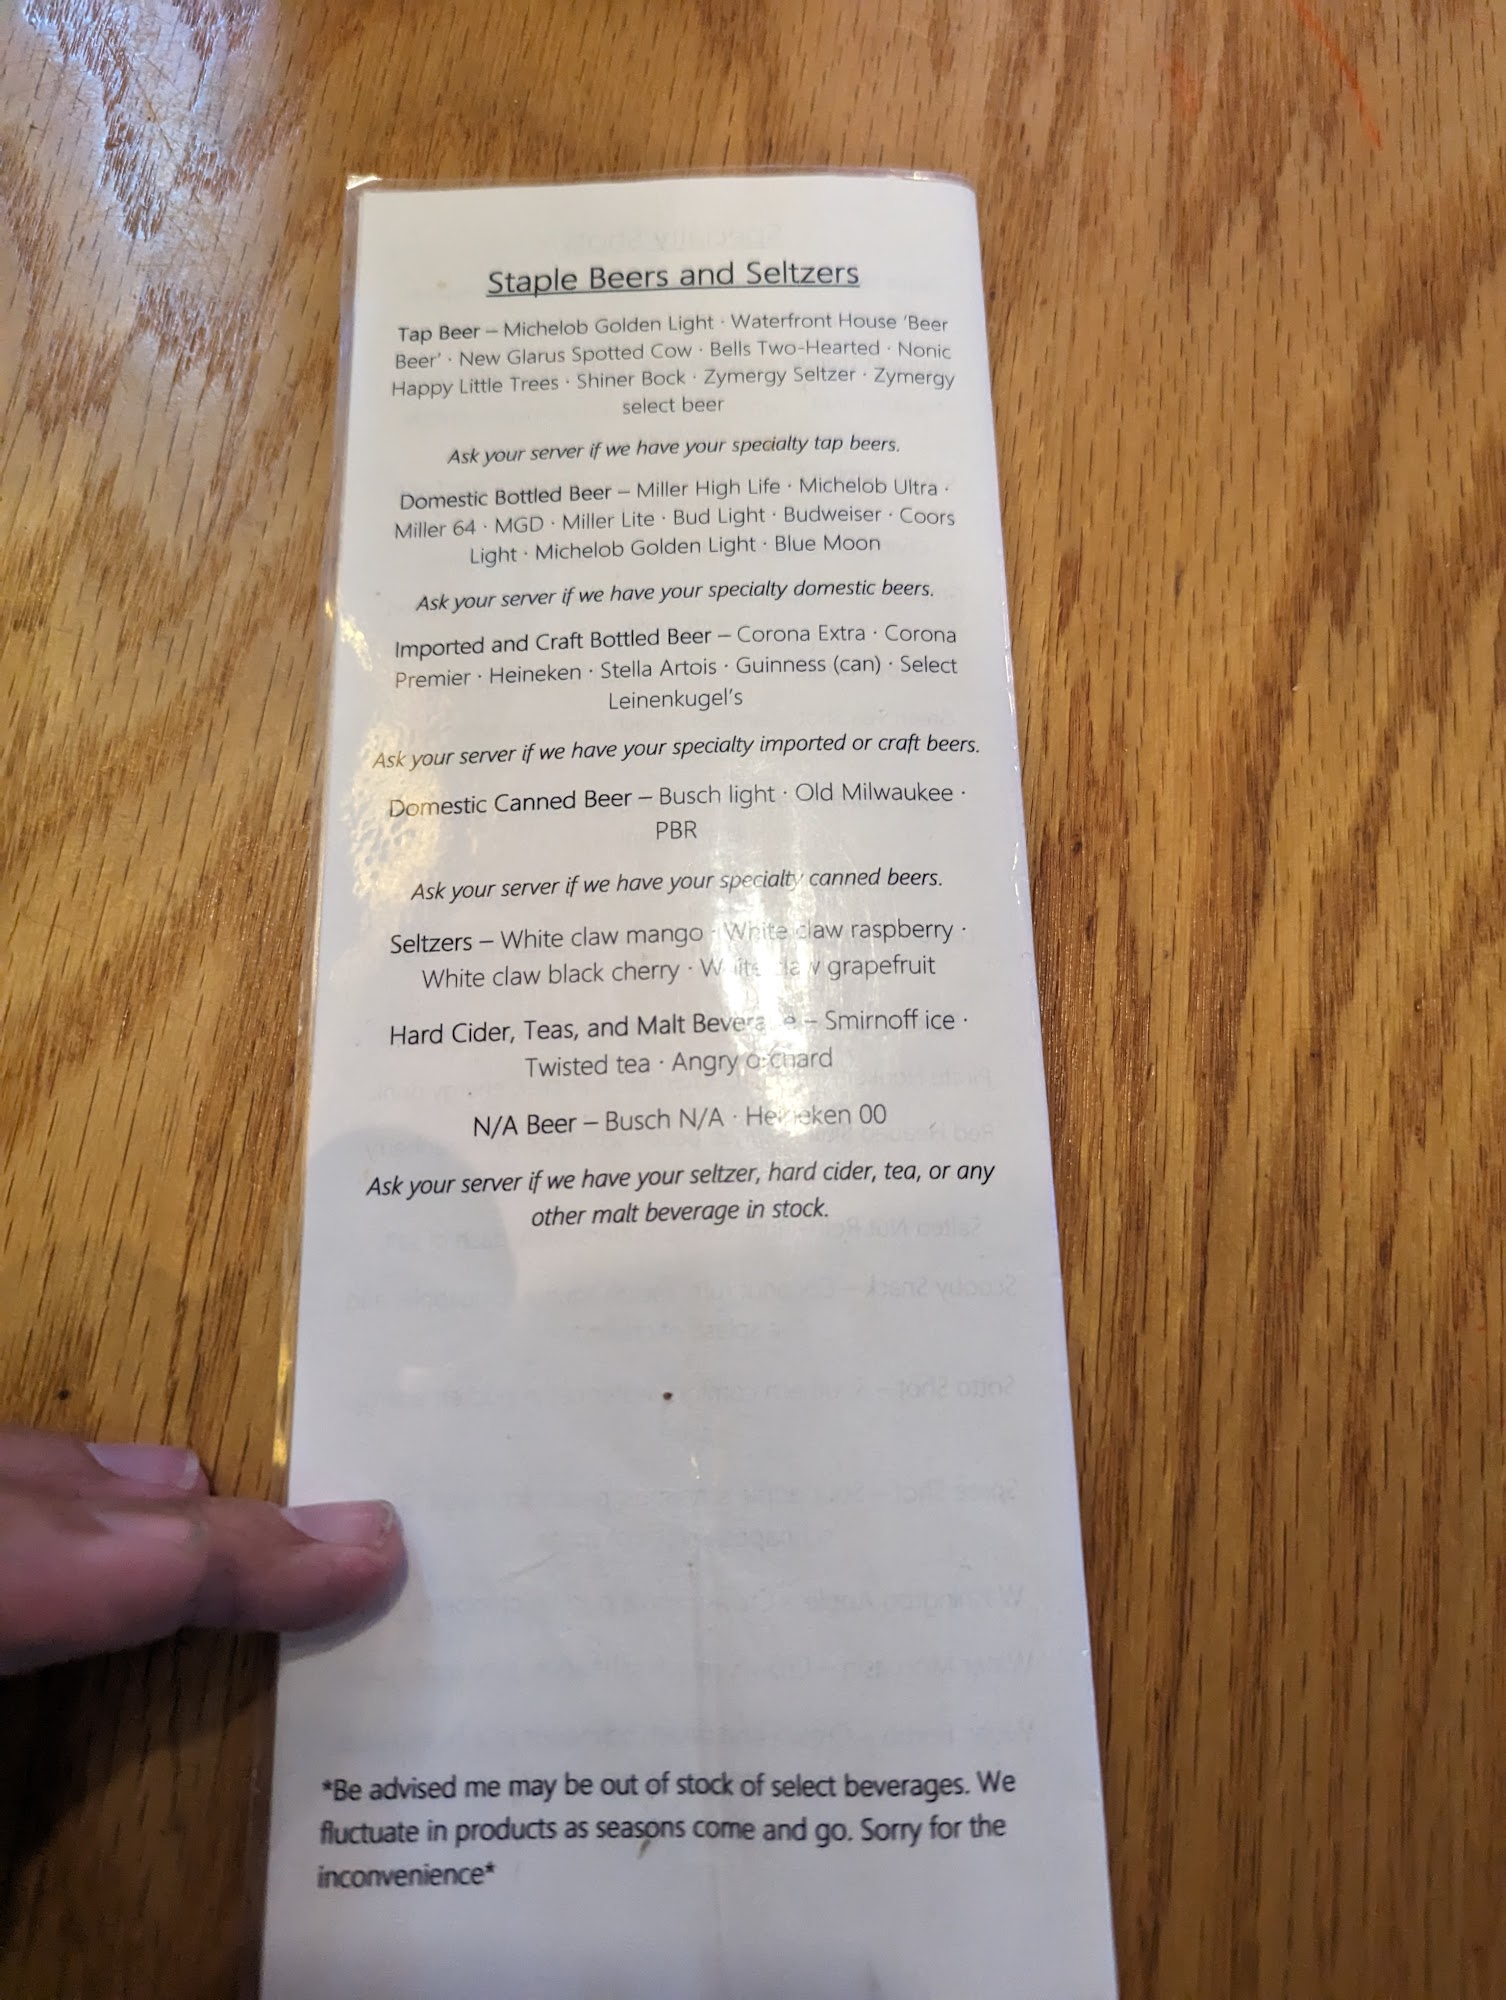 Staple Beers and Seltzers
Tap Beer – Michelob Golden Light · Waterfront House ‘Beer
Beer’ · New Glarus Spotted Cow · Bells Two-Hearted · Nonic
Happy Little Trees · Shiner Bock · Zymergy Seltzer · Zymergy
select beer
Ask your server if we have your specialty tap beers.
Domestic Bottled Beer – Miller High Life · Michelob Ultra ·
Miller 64 · MGD · Miller Lite · Bud Light · Budweiser · Coors
Light · Michelob Golden Light · Blue Moon
Ask your server if we have your specialty domestic beers.
Imported and Craft Bottled Beer – Corona Extra · Corona
Premier · Heineken · Stella Artois · Guinness (can) · Select
Leinenkugel’s
Ask your server if we have your specialty imported or craft beers.
Domestic Canned Beer – Busch light · Old Milwaukee ·
PBR
Ask your server if we have your specialty canned beers.
Seltzers – White claw mango · White claw raspberry ·
White claw black cherry · White claw grapefruit
Hard Cider, Teas, and Malt Beverage – Smirnoff ice ·
Twisted tea · Angry orchard
N/A Beer – Busch N/A · Heineken 00
Ask your server if we have your seltzer, hard cider, tea, or any
other malt beverage in stock.
*Be advised me may be out of stock of select beverages. We
fluctuate in products as seasons come and go. Sorry for the
inconvenience*